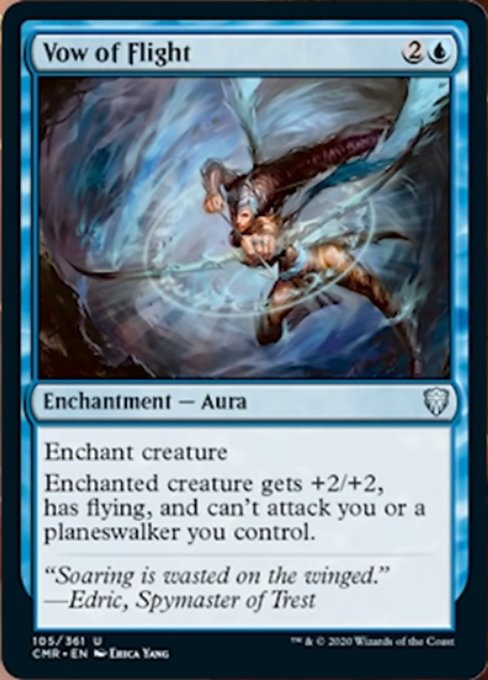 Vow of Flight 2
Enchantment — Aura
Enchant creature
Enchanted creature gets +2/+2,
has flying, and can't attack you or a
planeswalker you control.
"Soaring is wasted on the winged."
—Edric, Spymaster of Trest
105/361 U
CMR • EN Erica Yang
™ & © 2020 Wizards of the Coast